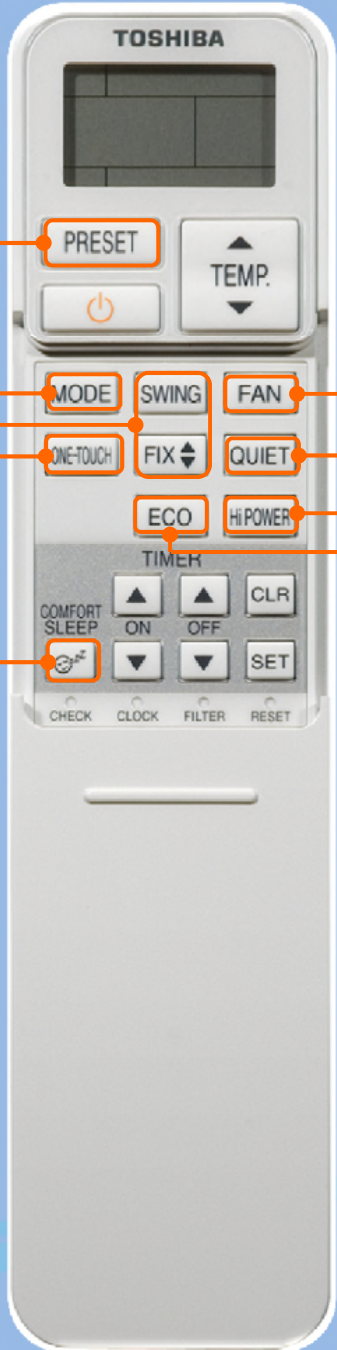 TOSHIBA
PRESET
TEMP.
MODE SWING FAN
ONE-TOUCH FIX QUIET
ECO Hi POWER
TIMER
COMFORT
SLEEP ON OFF CLR
SET
CHECK CLOCK FILTER RESET